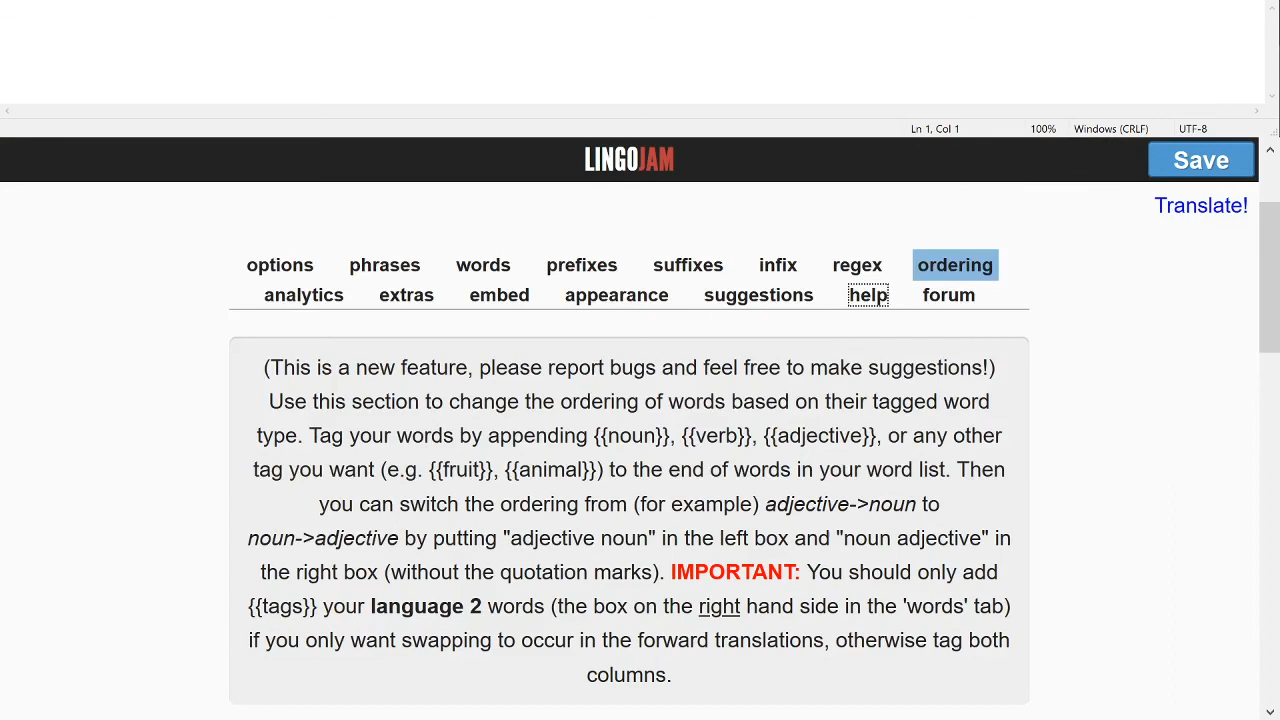 Ln 1, Col 1 100% Windows (CRLF) UTF-8
LINGOJAM Save
Translate!
options phrases words prefixes suffixes infix regex ordering
analytics extras embed appearance suggestions help forum
(This is a new feature, please report bugs and feel free to make suggestions!)
Use this section to change the ordering of words based on their tagged word
type. Tag your words by appending {{noun}}, {{verb}}, {{adjective}}, or any other
tag you want (e.g. {{fruit}}, {{animal}}) to the end of words in your word list. Then
you can switch the ordering from (for example) adjective->noun to
noun->adjective by putting "adjective noun" in the left box and "noun adjective" in
the right box (without the quotation marks). IMPORTANT: You should only add
{{tags}} your language 2 words (the box on the right hand side in the 'words' tab)
if you only want swapping to occur in the forward translations, otherwise tag both
columns.